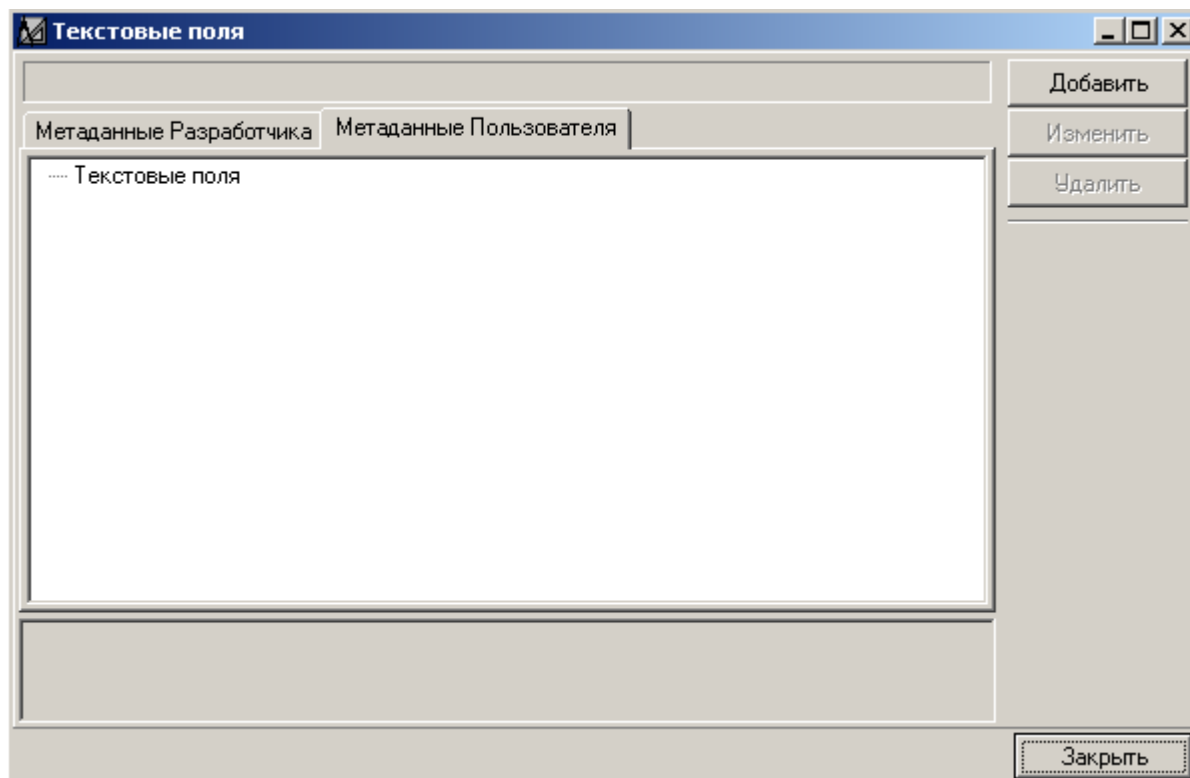 Текстовые поля
Добавить
Метаданные Разработчика
Метаданные Пользователя
Изменить
Текстовые поля
Удалить
Закрыть